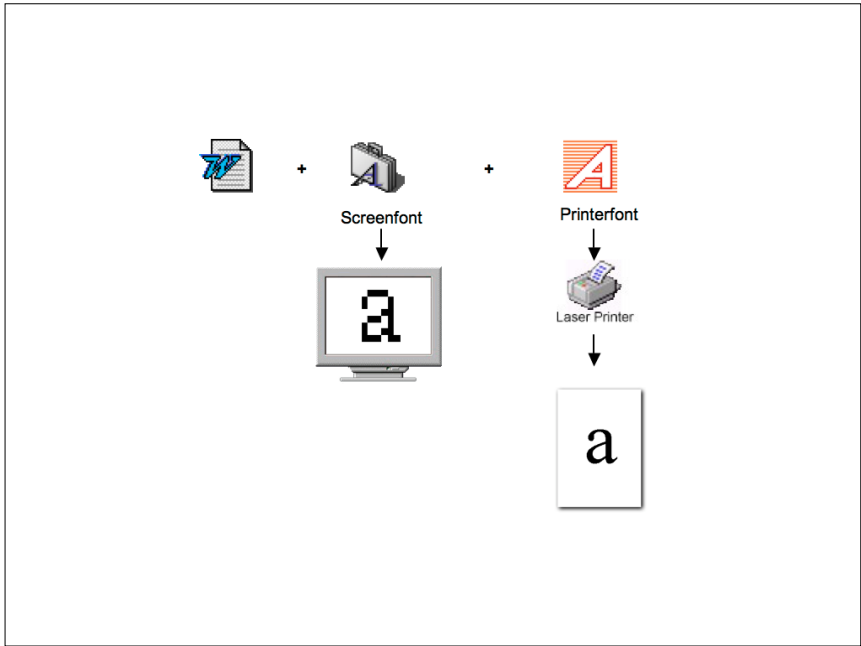 W + A + A
Screenfont
Printerfont
a
Laser Printer
a